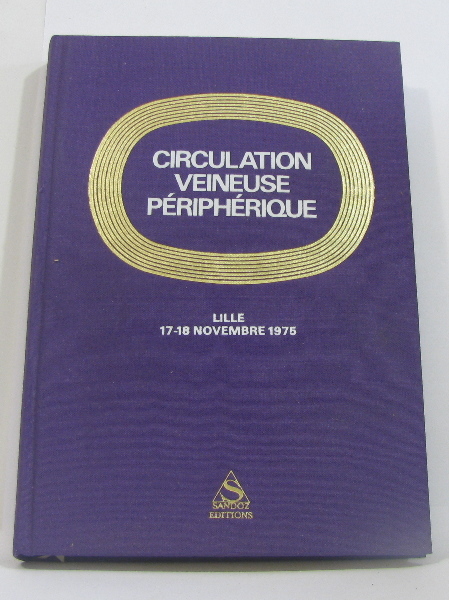 CIRCULATION
VEINEUSE
PÉRIPHÉRIQUE
LILLE
17-18 NOVEMBRE 1975
S
SANDOZ
EDITIONS